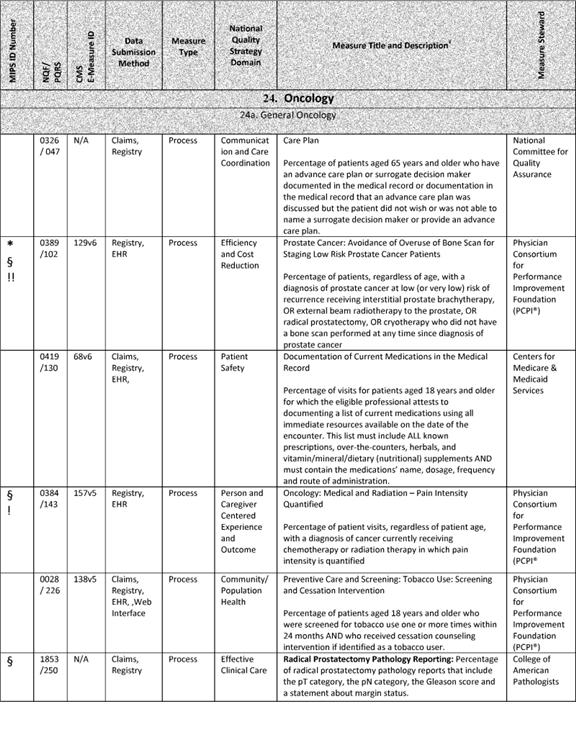 MIPS ID Number
NQF/
PQRS
CMS
E-Measure ID
Data
Submission
Method
Measure
Type
National
Quality
Strategy
Domain
Measure Title and Description
Measure Steward
24. Oncology
24a. General Oncology
0326
/ 047
N/A
Claims,
Registry
Process
Communicat
ion and Care
Coordination
Care Plan
Percentage of patients aged 65 years and older who have
an advance care plan or surrogate decision maker
documented in the medical record or documentation in
the medical record that an advance care plan was
discussed but the patient did not wish or was not able to
name a surrogate decision maker or provide an advance
care plan.
National
Committee for
Quality
Assurance
*
§
!!
0389
/102
129v6
Registry,
EHR
Process
Efficiency
and Cost
Reduction
Prostate Cancer: Avoidance of Overuse of Bone Scan for
Staging Low Risk Prostate Cancer Patients
Percentage of patients, regardless of age, with a
diagnosis of prostate cancer at low (or very low) risk of
recurrence receiving interstitial prostate brachytherapy,
OR external beam radiotherapy to the prostate, OR
radical prostatectomy, OR cryotherapy who did not have
a bone scan performed at any time since diagnosis of
prostate cancer
Physician
Consortium
for
Performance
Improvement
Foundation
(PCPI®)
0419
/130
68v6
Claims,
Registry,
EHR,
Process
Patient
Safety
Documentation of Current Medications in the Medical
Record
Percentage of visits for patients aged 18 years and older
for which the eligible professional attests to
documenting a list of current medications using all
immediate resources available on the date of the
encounter. This list must include ALL known
prescriptions, over-the-counters, herbals, and
vitamin/mineral/dietary (nutritional) supplements AND
must contain the medications' name, dosage, frequency
and route of administration.
Centers for
Medicare &
Medicaid
Services
§
!
0384
/143
157v5
Registry,
EHR
Process
Person and
Caregiver
Centered
Experience
and
Outcome
Oncology: Medical and Radiation – Pain Intensity
Quantified
Percentage of patient visits, regardless of patient age,
with a diagnosis of cancer currently receiving
chemotherapy or radiation therapy in which pain
intensity is quantified
Physician
Consortium
for
Performance
Improvement
Foundation
(PCPI®
0028
/ 226
138v5
Claims,
Registry,
EHR, ,Web
Interface
Process
Community/
Population
Health
Preventive Care and Screening: Tobacco Use: Screening
and Cessation Intervention
Percentage of patients aged 18 years and older who
were screened for tobacco use one or more times within
24 months AND who received cessation counseling
intervention if identified as a tobacco user.
Physician
Consortium
for
Performance
Improvement
Foundation
(PCPI®)
§
1853
/250
N/A
Claims,
Registry
Process
Effective
Clinical Care
Radical Prostatectomy Pathology Reporting: Percentage
of radical prostatectomy pathology reports that include
the pT category, the pN category, the Gleason score and
a statement about margin status.
College of
American
Pathologists